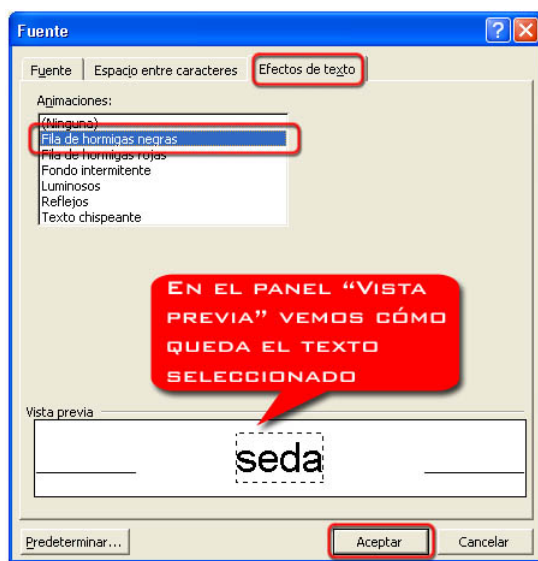 Fuente
Fuente Espacio entre caracteres Efectos de texto
Animaciones:
(Ninguna)
Fila de hormigas negras
Fila de hormigas rojas
Fondo intermitente
Luminosos
Reflejos
Texto chispeante
EN EL PANEL “VISTA
PREVIA” VEMOS CÓMO
QUEDA EL TEXTO
SELECCIONADO
Vista previa
seda
Predeterminar... Aceptar Cancelar